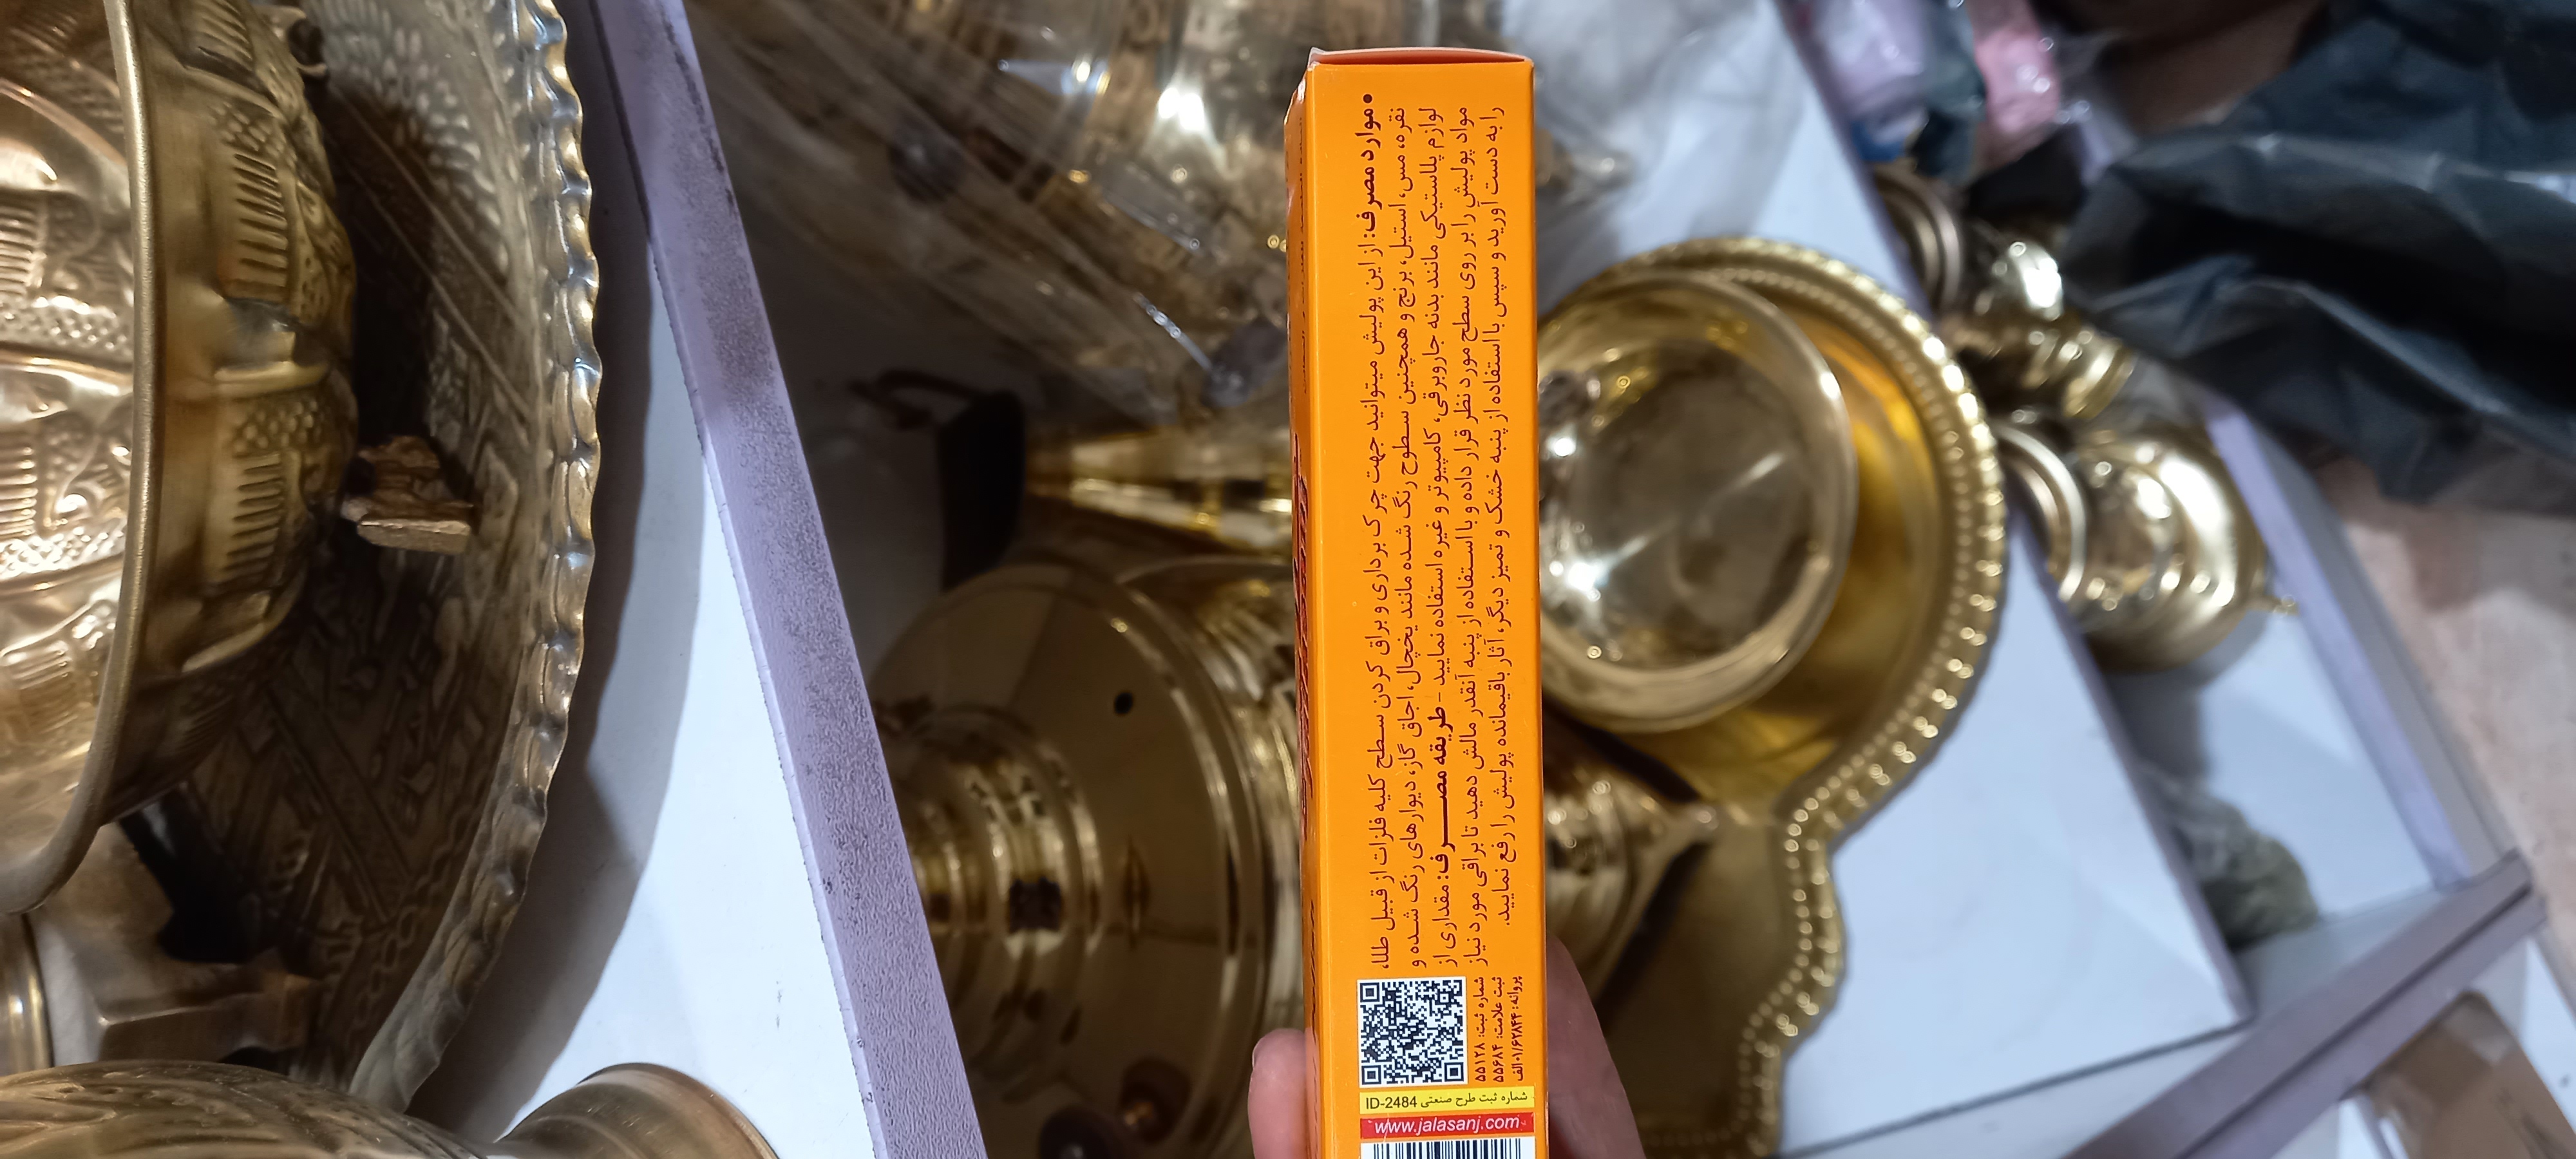 • موارد مصرف: از این پولیش میتوانید جهت چرک برداری و براق کردن سطح کلیه فلزات از قبیل طلا،
نقره، مس، استیل، برنج و همچنین سطوح رنگ شده مانند یخچال، اجاق گاز، دیوارهای رنگ شده و
لوازم پلاستیکی مانند بدنه جاروبرقی، کامپیوتر و غیره استفاده نمایید - طریقه مصرف: مقداری از
مواد پولیش را بر روی سطح مورد نظر قرار داده و با استفاده از پنبه آنقدر مالش دهید تا براقی مورد نیاز
را به دست آورید و سپس با استفاده از پنبه خشک و تمیز دیگر، آثار باقیمانده پولیش را رفع نمایید.
شماره ثبت: ۵۵۱۲۸
ثبت علامت: ۵۵۶۸۴
پروانه: ۰۱/۶۲۸۴۴/الف
شماره ثبت طرح صنعتی ID-2484
www.jalasanj.com